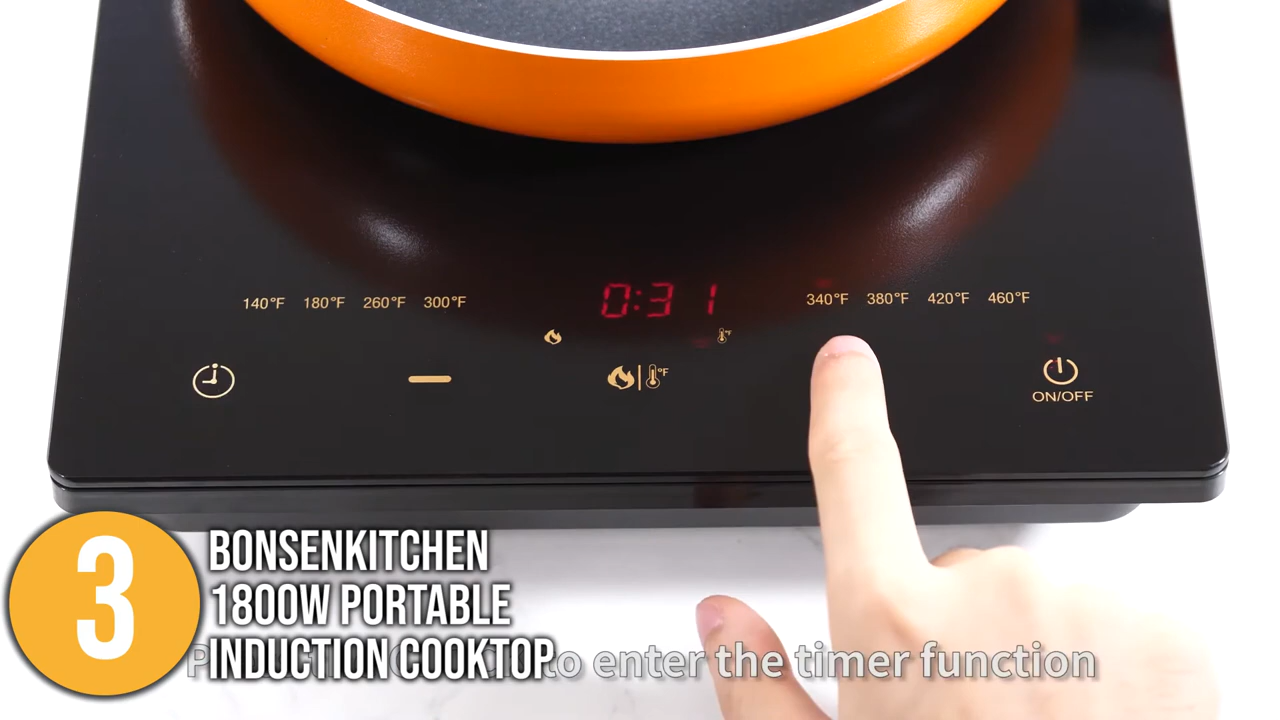 0:31
140°F 180°F 260°F 300°F
340°F 380°F 420°F 460°F
°F
°F
ON/OFF
3
BONSENKITCHEN
1800W PORTABLE
INDUCTION COOKTOP
to enter the timer function